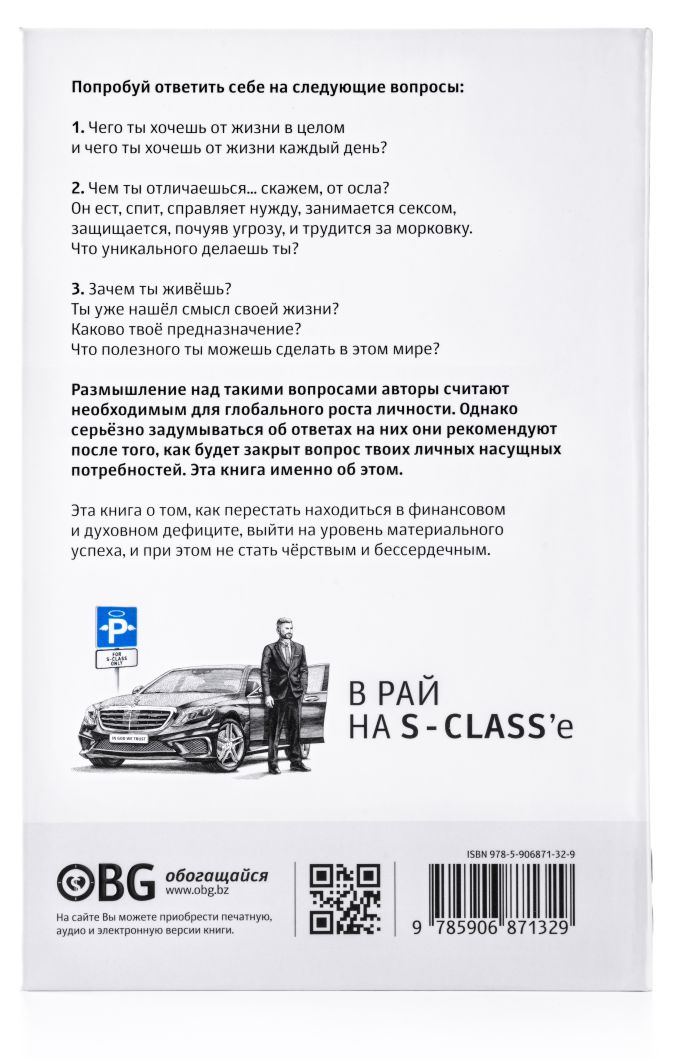 Попробуй ответить себе на следующие вопросы:
1. Чего ты хочешь от жизни в целом
и чего ты хочешь от жизни каждый день?
2. Чем ты отличаешься... скажем, от осла?
Он ест, спит, справляет нужду, занимается сексом,
защищается, почуяв угрозу, и трудится за морковку.
Что уникального делаешь ты?
3. Зачем ты живёшь?
Ты уже нашёл смысл своей жизни?
Каково твоё предназначение?
Что полезного ты можешь сделать в этом мире?
Размышление над такими вопросами авторы считают
необходимым для глобального роста личности. Однако
серьёзно задумываться об ответах на них они рекомендуют
после того, как будет закрыт вопрос твоих личных насущных
потребностей. Эта книга именно об этом.
Эта книга о том, как перестать находиться в финансовом
и духовном дефиците, выйти на уровень материального
успеха, и при этом не стать чёрствым и бессердечным.
P
FOR
S-CLASS
ONLY
IN GOD WE TRUST
В РАЙ
НА S-CLASS'е
OBG обогащайся
www.obg.bz
На сайте Вы можете приобрести печатную,
аудио и электронную версии книги.
ISBN 978-5-906871-32-9
9 785906 871329